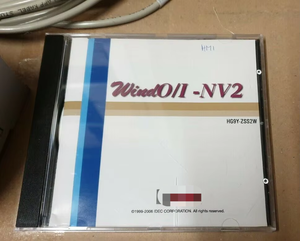 WindO/I -NV2
HG9Y-ZSS2W
©1999-2006 IDEC CORPORATION. All rights reserved.